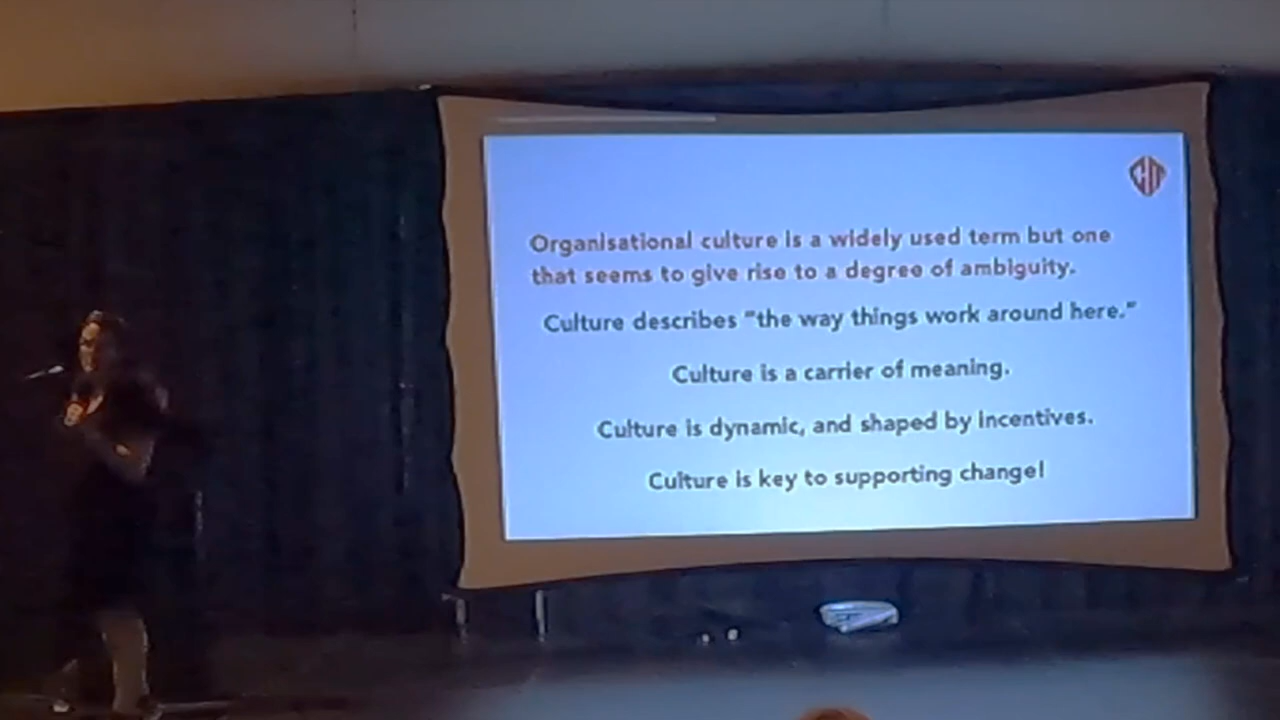 Organisational culture is a widely used term but one
that seems to give rise to a degree of ambiguity.
Culture describes "the way things work around here."
Culture is a carrier of meaning.
Culture is dynamic, and shaped by incentives.
Culture is key to supporting change!